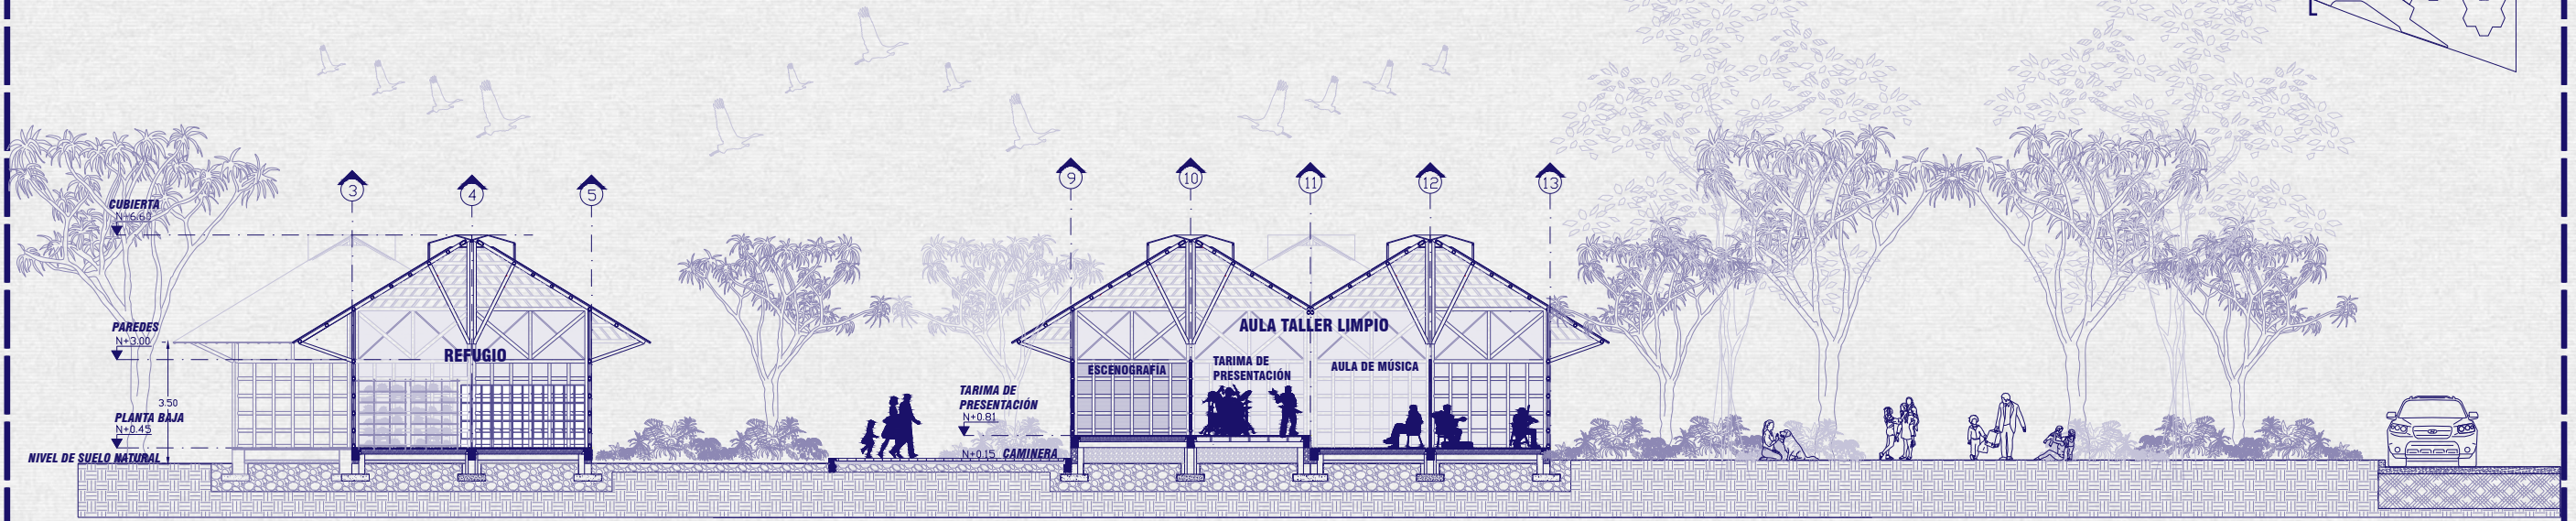 3
4
5
9
10
11
12
13
CUBIERTA
N+6.60
PAREDES
N+3.00
3.50
PLANTA BAJA
N+0.45
NIVEL DE SUELO NATURAL
REFUGIO
TARIMA DE
PRESENTACIÓN
N+0.81
N+0.15 CAMINERA
AULA TALLER LIMPIO
ESCENOGRAFÍA
TARIMA DE
PRESENTACIÓN
AULA DE MÚSICA